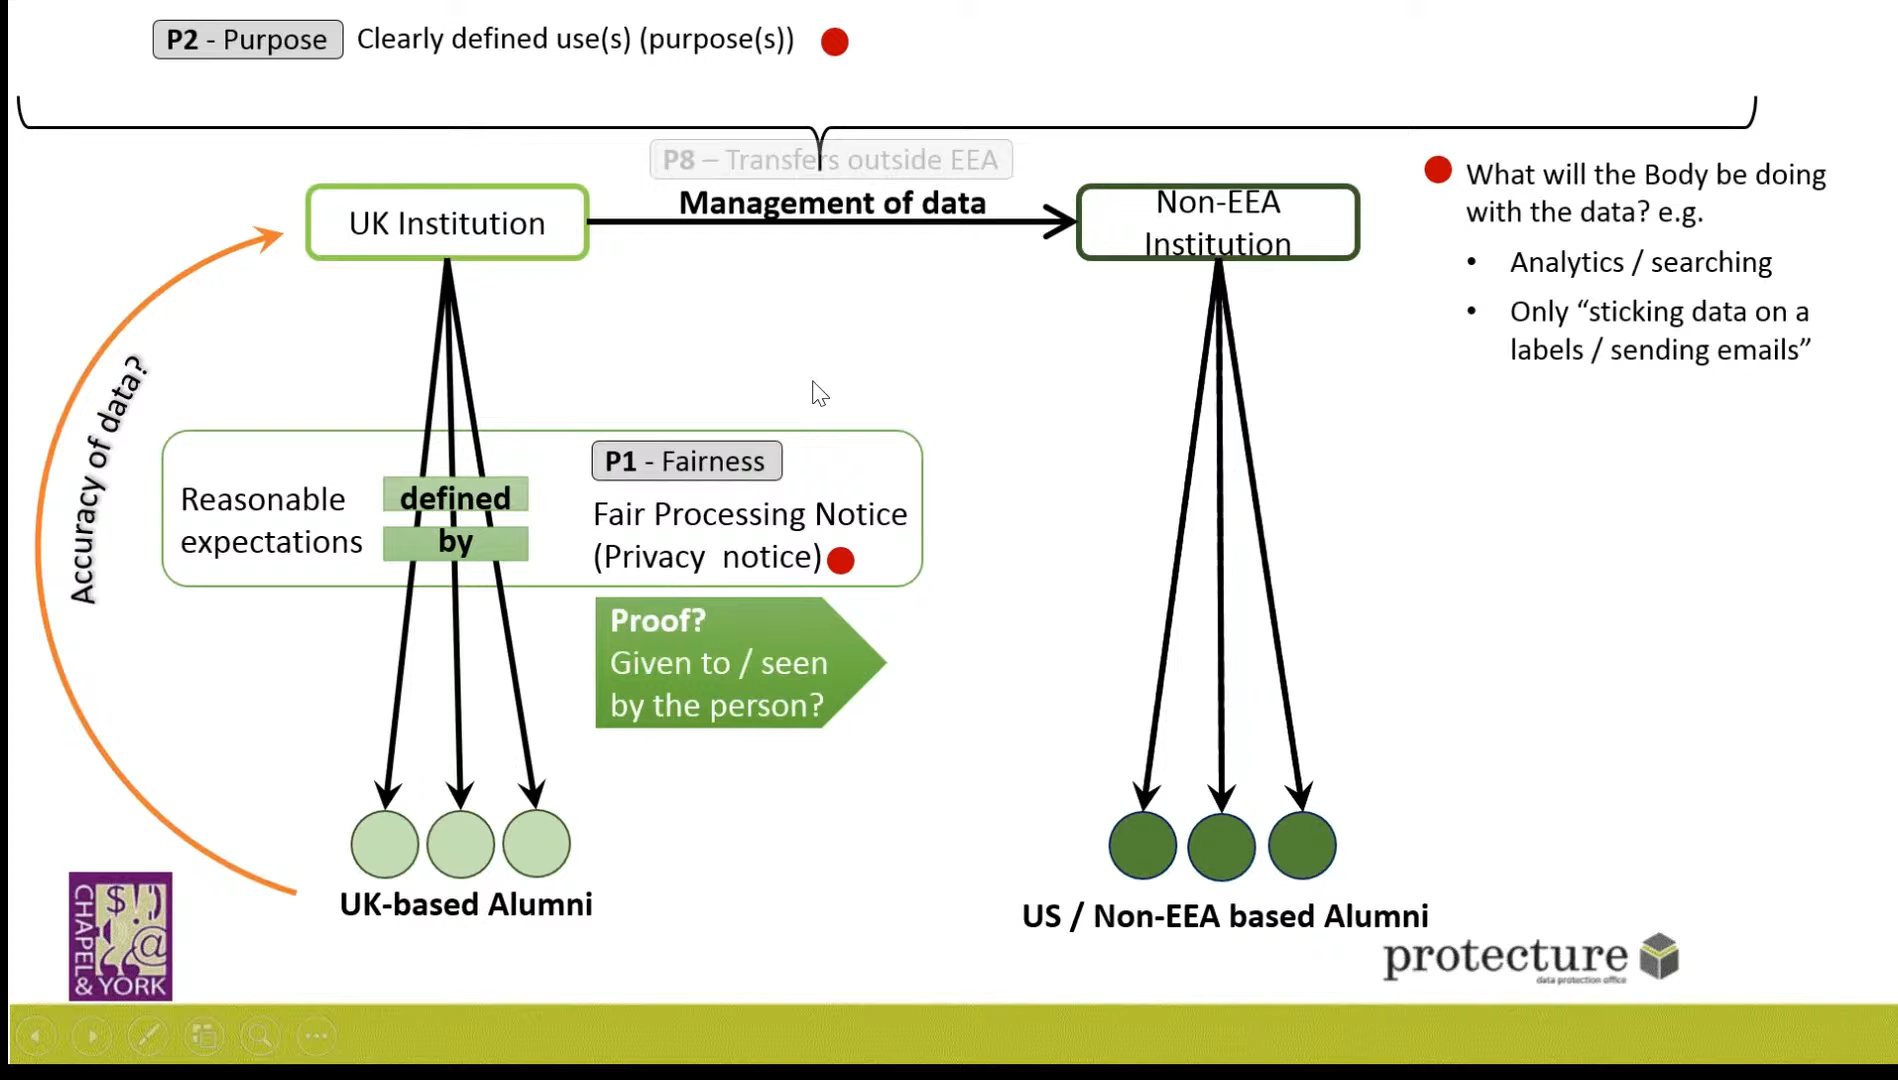 P2 - Purpose Clearly defined use(s) (purpose(s))
P8 – Transfers outside EEA
Management of data
UK Institution
Non-EEA
Institution
What will the Body be doing
with the data? e.g.
• Analytics / searching
• Only “sticking data on a
labels / sending emails”
Accuracy of data?
Reasonable
expectations
defined
by
P1 - Fairness
Fair Processing Notice
(Privacy notice)
Proof?
Given to / seen
by the person?
UK-based Alumni
US / Non-EEA based Alumni
CHAPEL
& YORK
$!')
@
protecture
data protection office